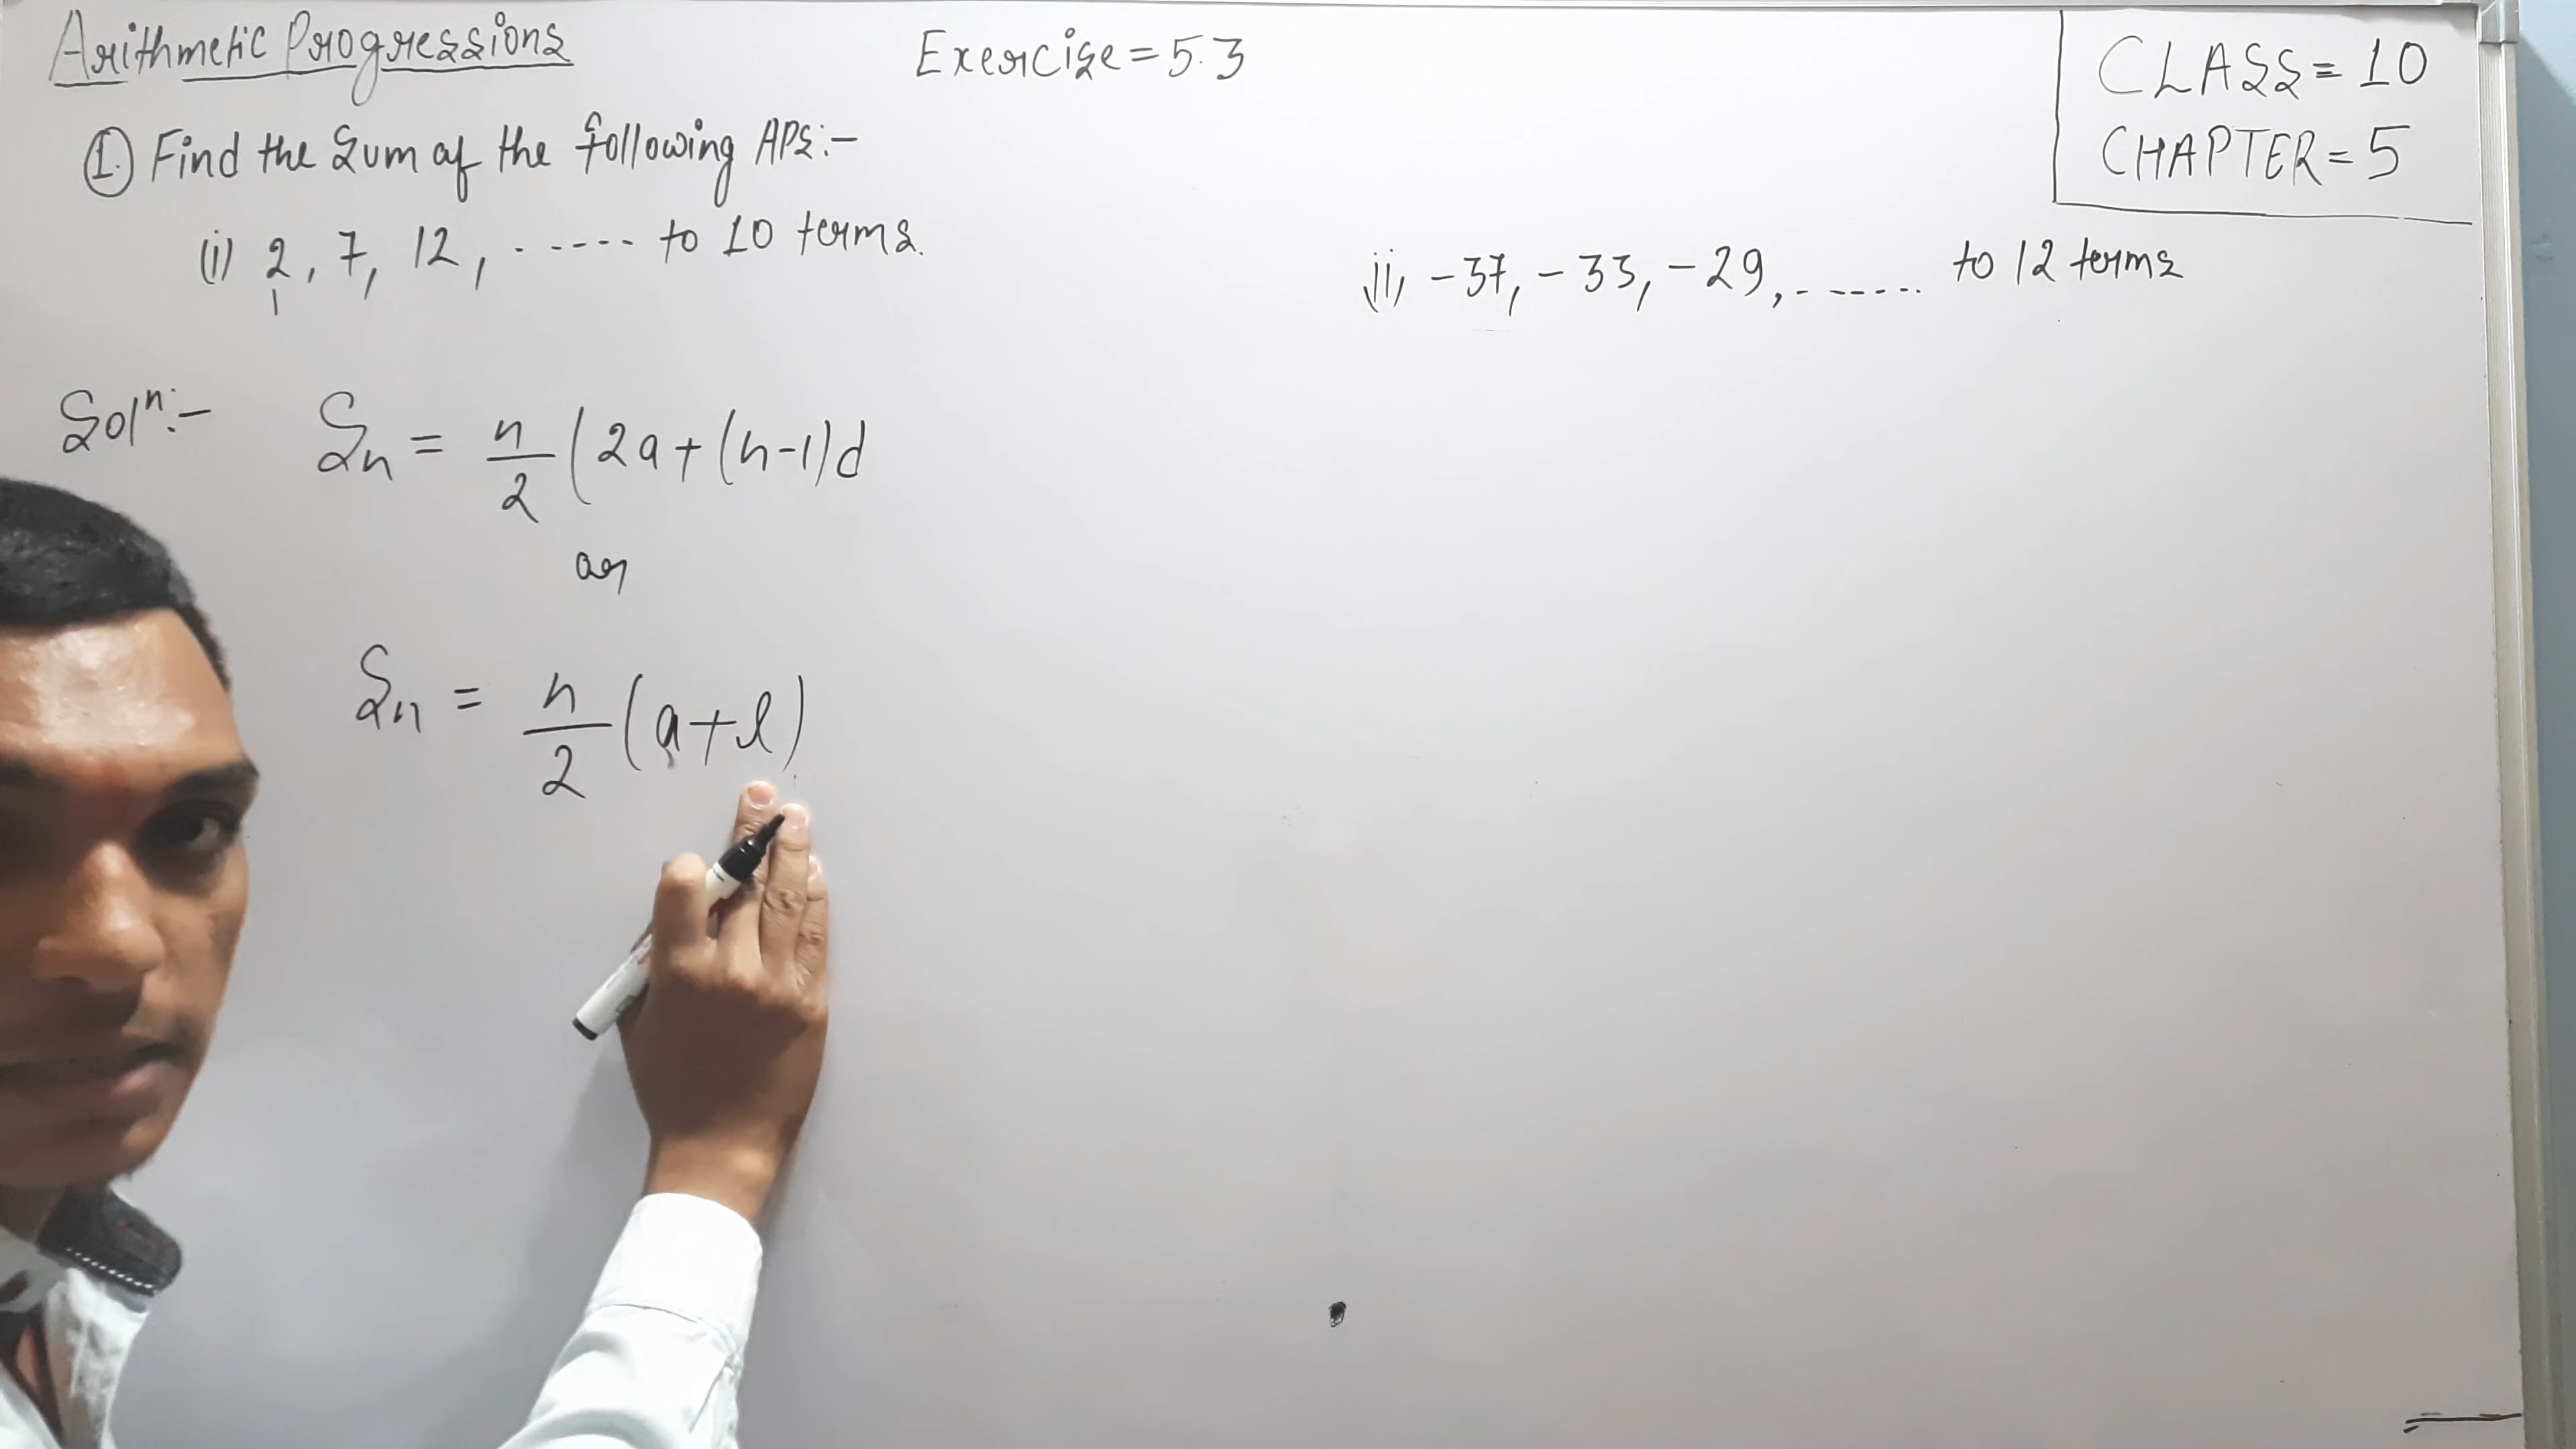 Arithmetic Progressions
Exercise = 5.3
CLASS = 10
CHAPTER = 5
1. Find the Sum of the following APs:-
(i) 2, 7, 12, ------ to 10 terms.
ii, -37, -33, -29, ------- to 12 terms
Solⁿ:- Sn = n/2 (2a + (n-1)d
or
Sn = n/2 (a + l)